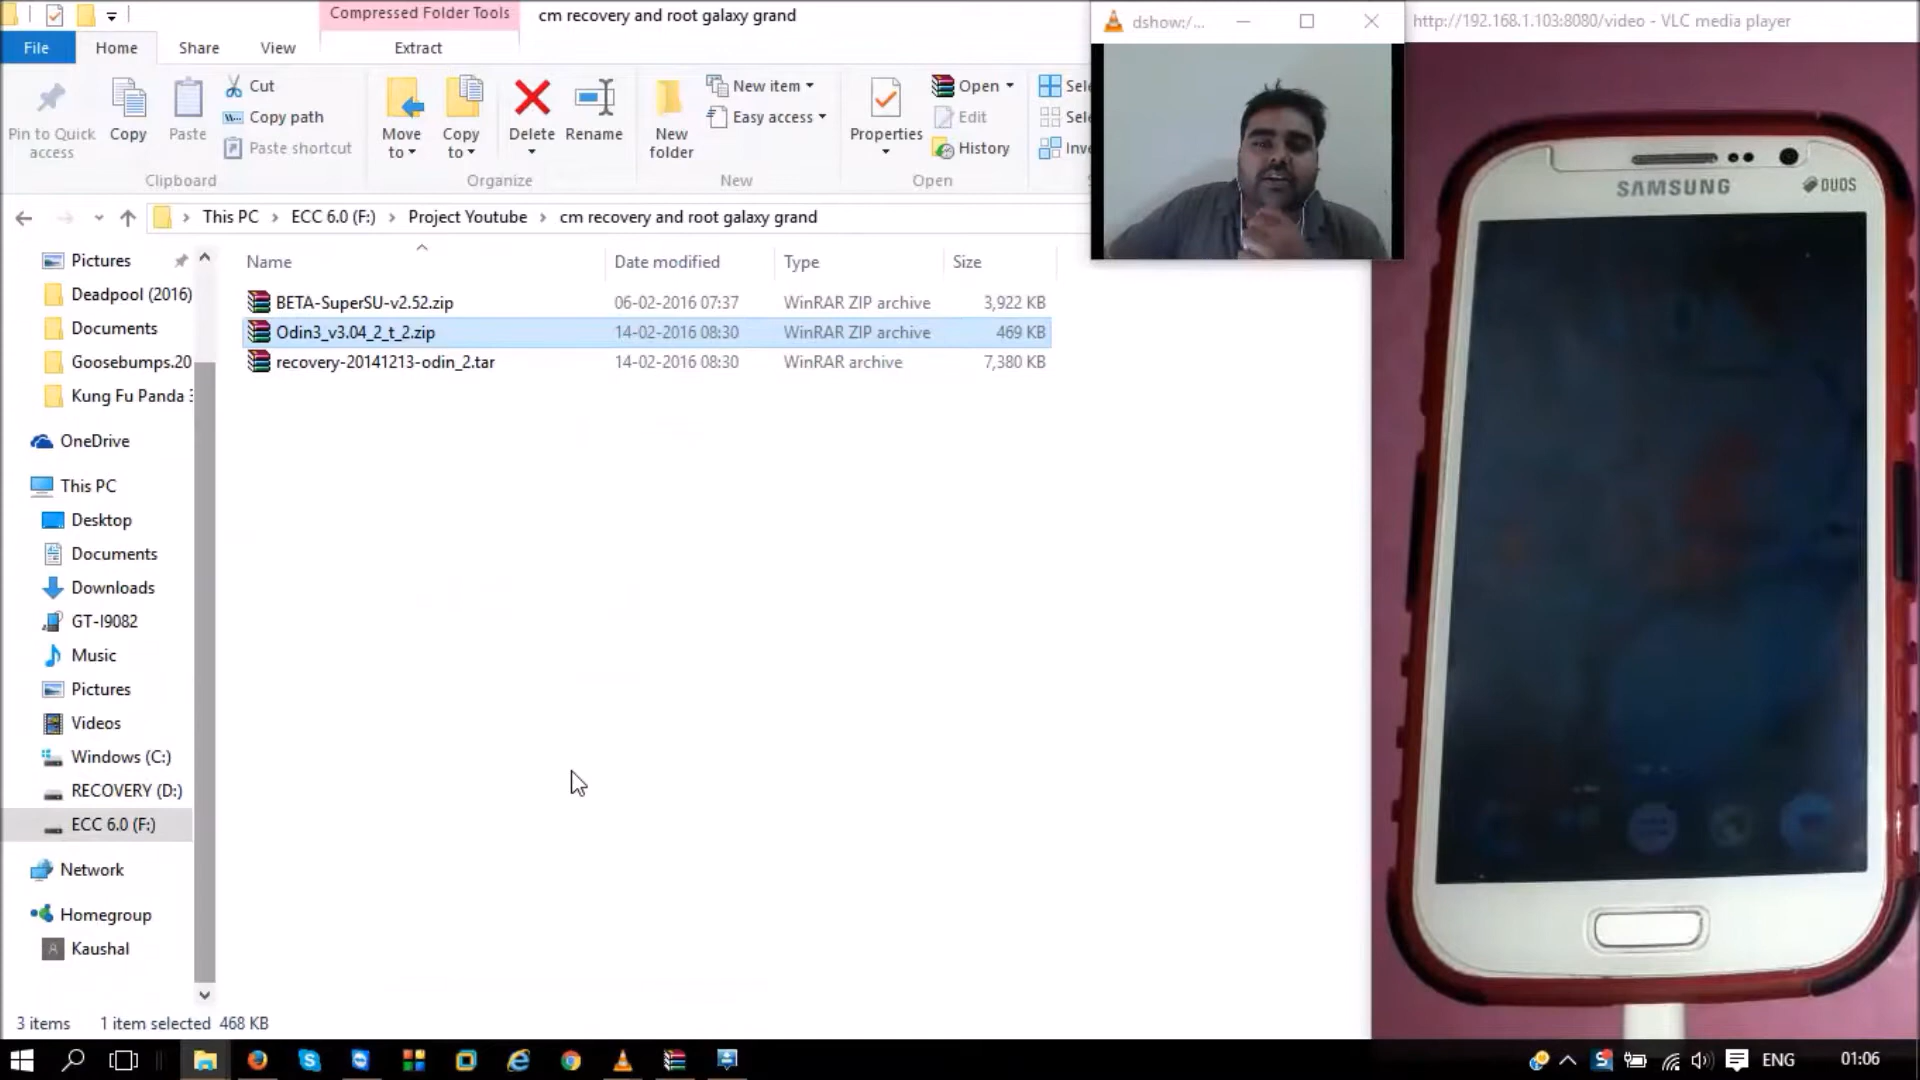 Compressed Folder Tools
cm recovery and root galaxy grand
dshow:/...
http://192.168.1.103:8080/video - VLC media player
File
Home
Share
View
Extract
Pin to Quick access
Copy
Paste
Cut
Copy path
Paste shortcut
Clipboard
Move to
Copy to
Delete
Rename
Organize
New folder
New item
Easy access
New
Properties
Open
Edit
History
Open
Sel
Sel
Inve
This PC
ECC 6.0 (F:)
Project Youtube
cm recovery and root galaxy grand
Name
Date modified
Type
Size
BETA-SuperSU-v2.52.zip 06-02-2016 07:37 WinRAR ZIP archive 3,922 KB
Odin3_v3.04_2_t_2.zip 14-02-2016 08:30 WinRAR ZIP archive 469 KB
recovery-20141213-odin_2.tar 14-02-2016 08:30 WinRAR archive 7,380 KB
Pictures
Deadpool (2016)
Documents
Goosebumps.20
Kung Fu Panda
OneDrive
This PC
Desktop
Documents
Downloads
GT-I9082
Music
Pictures
Videos
Windows (C:)
RECOVERY (D:)
ECC 6.0 (F:)
Network
Homegroup
Kaushal
SAMSUNG
DUOS
3 items 1 item selected 468 KB
ENG
01:06